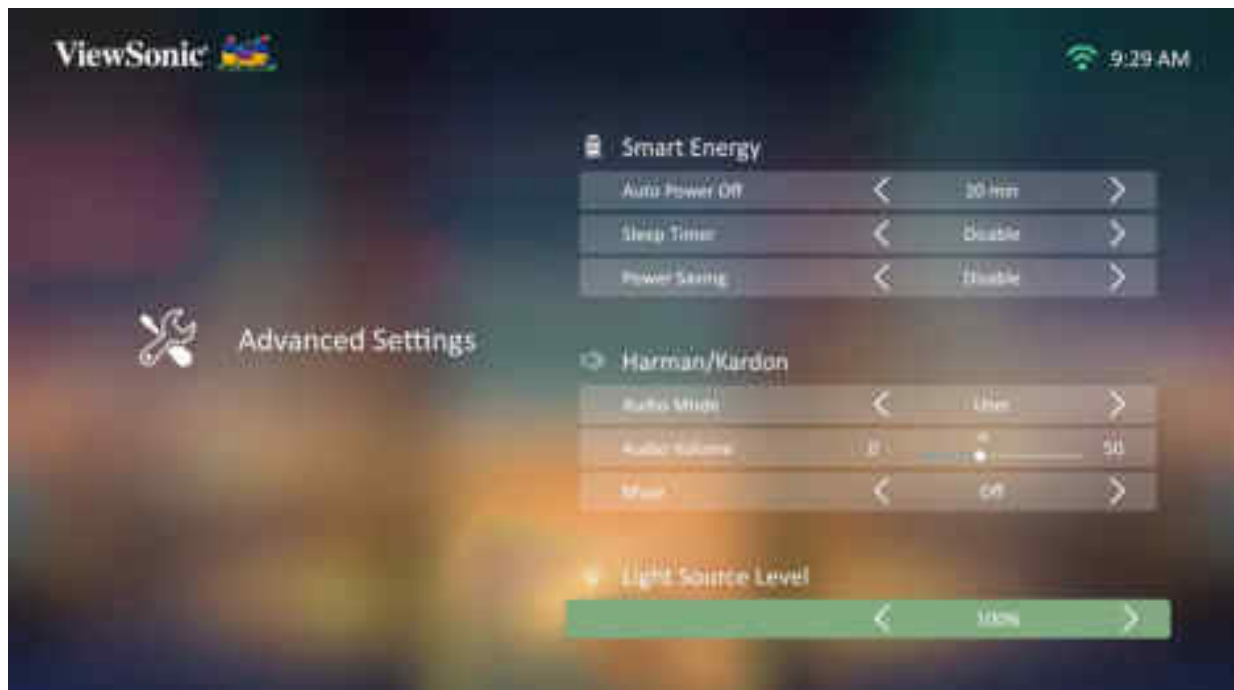 ViewSonic
9:29 AM
Smart Energy
Auto Power Off
Sleep Timer Disable
Power Saving Disable
Advanced Settings
Harman/Kardon
Audio Mode User
Audio Volume 0 50
Mute Off
Light Source Level
100%